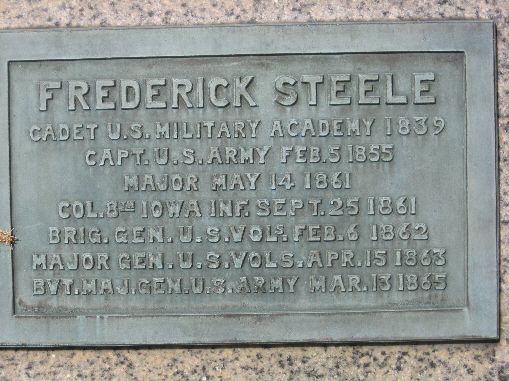 FREDERICK STEELE
CADET U.S. MILITARY ACADEMY 1839
CAPT. U.S. ARMY FEB. 5 1855
MAJOR MAY 14 1861
COL. 8TH IOWA INF. SEPT. 25 1861
BRIG. GEN. U.S. VOLS. FEB. 6 1862
MAJOR GEN. U.S. VOLS. APR. 15 1863
BVT. MAJ. GEN. U.S. ARMY MAR. 13 1865